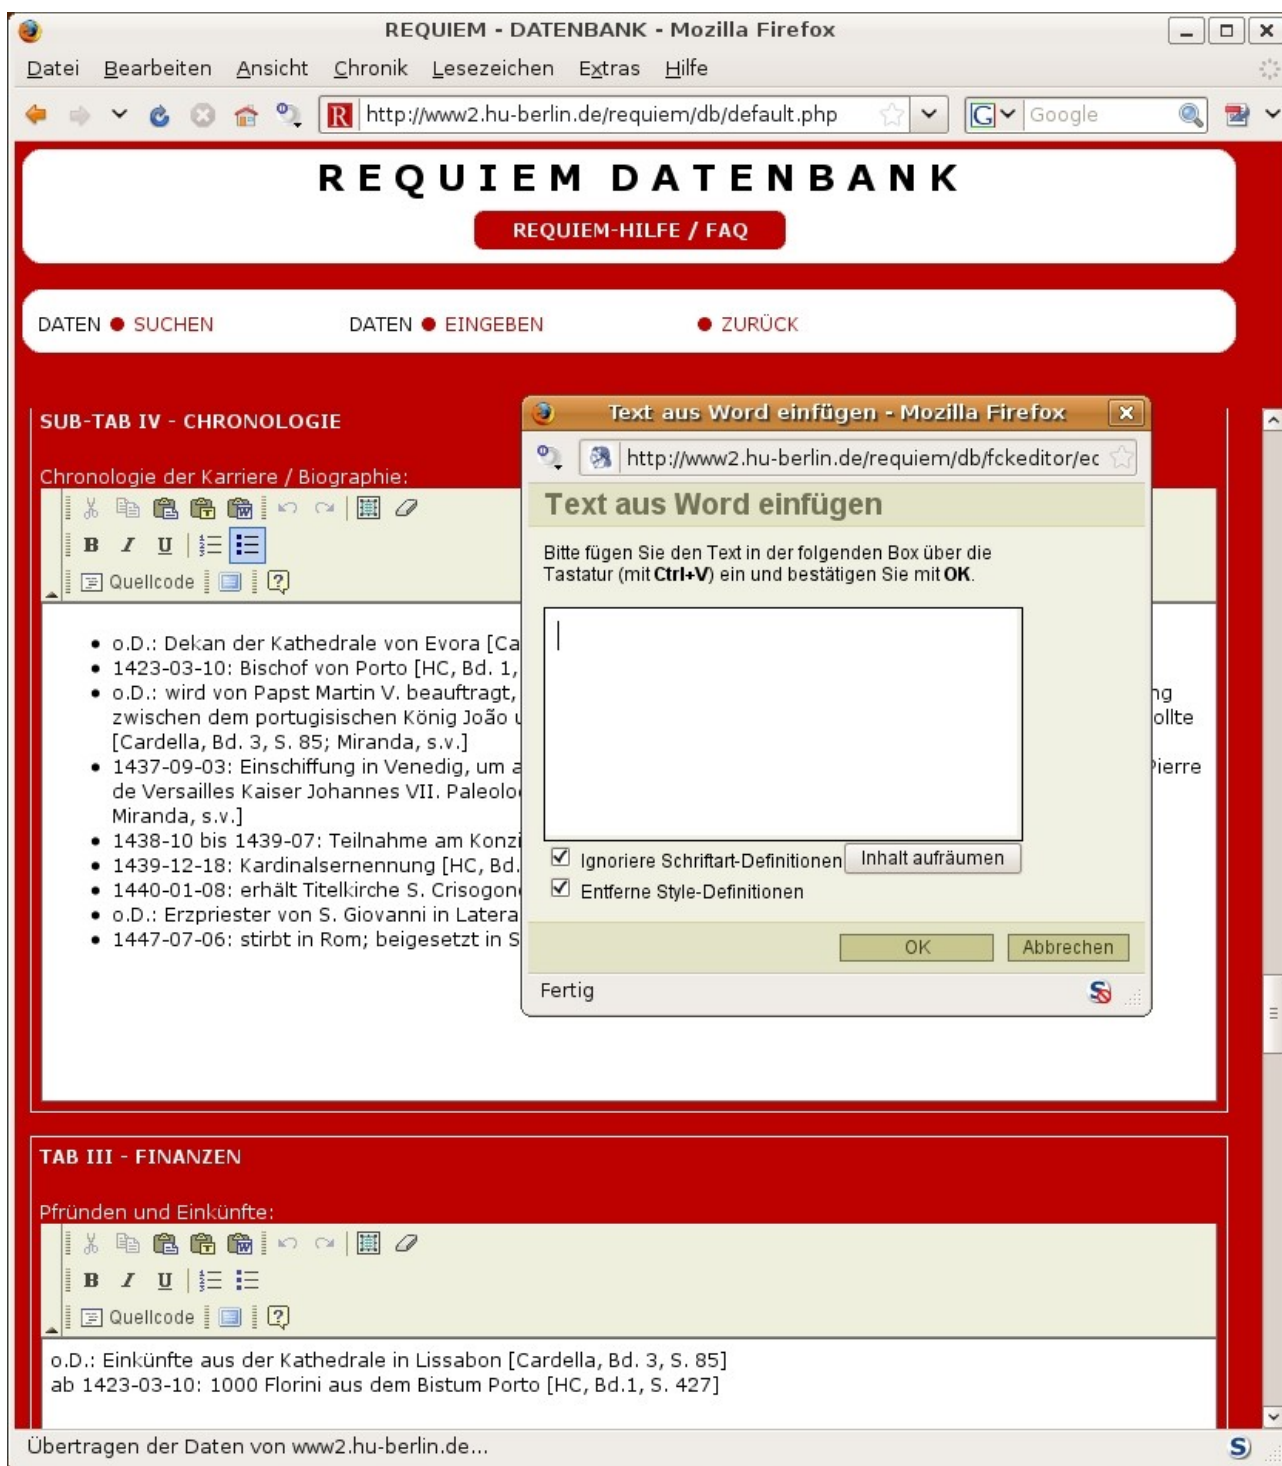 REQUIEM - DATENBANK - Mozilla Firefox
Datei Bearbeiten Ansicht Chronik Lesezeichen Extras Hilfe
R http://www2.hu-berlin.de/requiem/db/default.php G Google
REQUIEM DATENBANK
REQUIEM-HILFE / FAQ
DATEN ● SUCHEN DATEN ● EINGEBEN ● ZURÜCK
SUB-TAB IV - CHRONOLOGIE
Chronologie der Karriere / Biographie:
B I U
Quellcode
• o.D.: Dekan der Kathedrale von Evora [Ca
• 1423-03-10: Bischof von Porto [HC, Bd. 1,
• o.D.: wird von Papst Martin V. beauftragt, ng
zwischen dem portugisischen König João u ollte
[Cardella, Bd. 3, S. 85; Miranda, s.v.]
• 1437-09-03: Einschiffung in Venedig, um a Pierre
de Versailles Kaiser Johannes VII. Paleolo
Miranda, s.v.]
• 1438-10 bis 1439-07: Teilnahme am Konzi
• 1439-12-18: Kardinalsernennung [HC, Bd.
• 1440-01-08: erhält Titelkirche S. Crisogon
• o.D.: Erzpriester von S. Giovanni in Latera
• 1447-07-06: stirbt in Rom; beigesetzt in S
Text aus Word einfügen - Mozilla Firefox
http://www2.hu-berlin.de/requiem/db/fckeditor/ec
Text aus Word einfügen
Bitte fügen Sie den Text in der folgenden Box über die
Tastatur (mit Ctrl+V) ein und bestätigen Sie mit OK.
Ignoriere Schriftart-Definitionen Inhalt aufräumen
Entferne Style-Definitionen
OK Abbrechen
Fertig
TAB III - FINANZEN
Pfründen und Einkünfte:
B I U
Quellcode
o.D.: Einkünfte aus der Kathedrale in Lissabon [Cardella, Bd. 3, S. 85]
ab 1423-03-10: 1000 Florini aus dem Bistum Porto [HC, Bd.1, S. 427]
Übertragen der Daten von www2.hu-berlin.de...